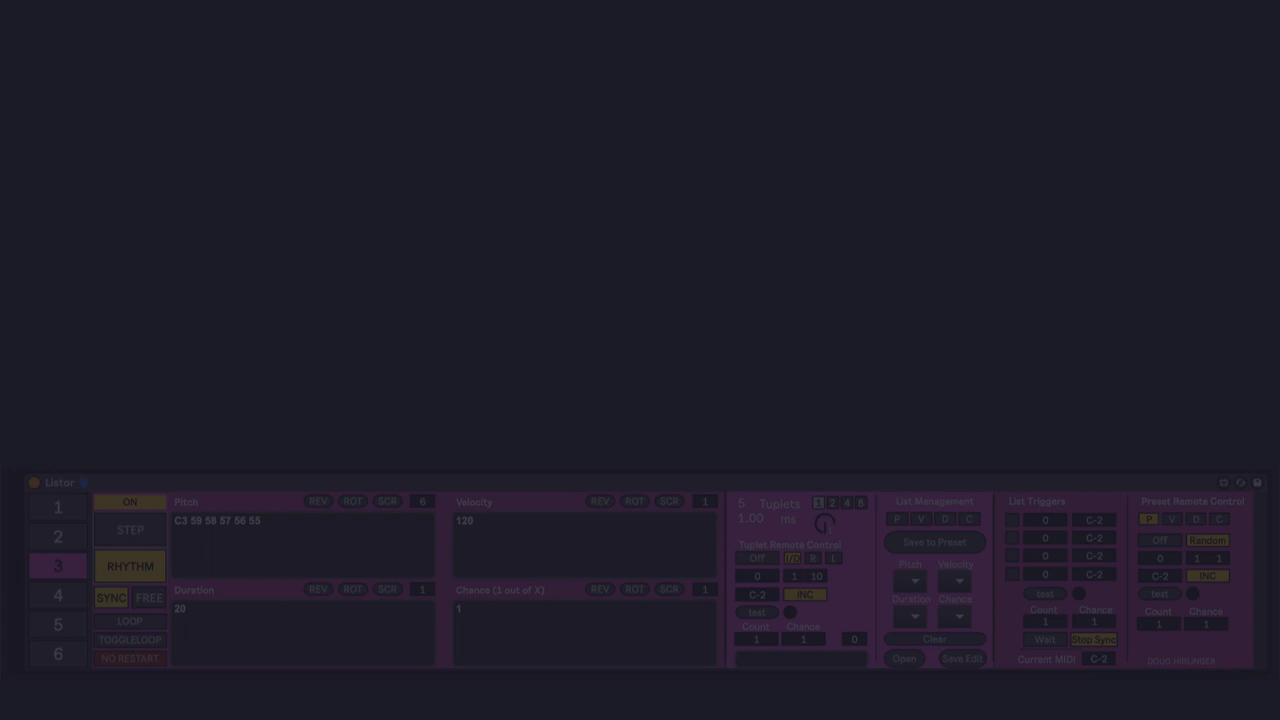 Listor
1
2
3
4
5
6
ON
STEP
RHYTHM
SYNC FREE
LOOP
TOGGLELOOP
NO RESTART
Pitch REV ROT SCR 6
C3 59 58 57 56 55
Duration REV ROT SCR 1
20
Velocity REV ROT SCR 1
120
Chance (1 out of X) REV ROT SCR 1
1
5 Tuplets 1 2 4 6
1.00 ms
Tuplet Remote Control
Off I/D R L
0 1 10
C-2 INC
test
Count Chance
1 1 0
List Management
P V D C
Save to Preset
Pitch Velocity
Duration Chance
Clear
Open Save Edit
List Triggers
0 C-2
0 C-2
0 C-2
0 C-2
test
Count Chance
1 1
Wait Stop Sync
Current MIDI C-2
Preset Remote Control
P V D C
Off Random
0 1 1
C-2 INC
test
Count Chance
1 1
DOUG HIRLINGER